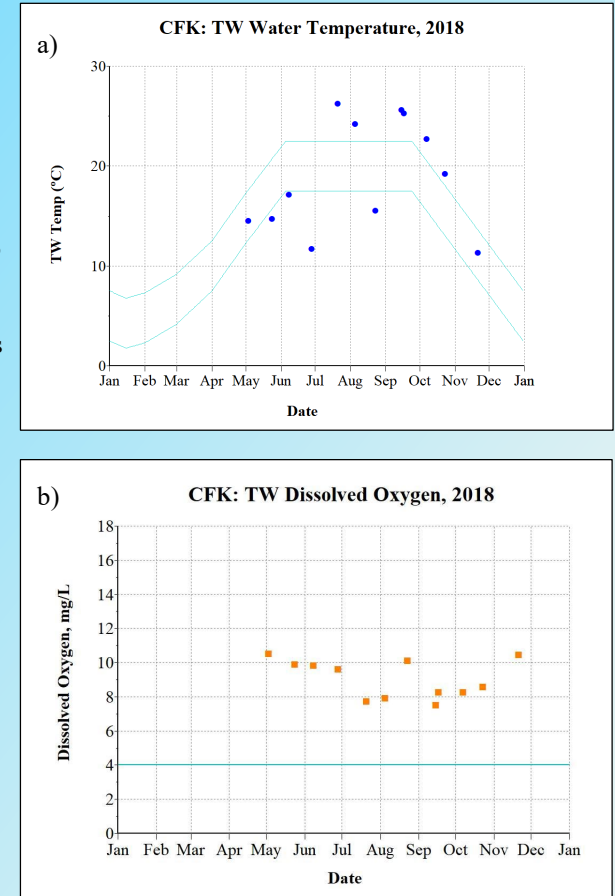 a)
CFK: TW Water Temperature, 2018
TW Temp (ºC)
30
20
10
0
Jan Feb Mar Apr May Jun Jul Aug Sep Oct Nov Dec Jan
Date
s
b)
CFK: TW Dissolved Oxygen, 2018
Dissolved Oxygen, mg/L
18
16
14
12
10
8
6
4
2
0
Jan Feb Mar Apr May Jun Jul Aug Sep Oct Nov Dec Jan
Date